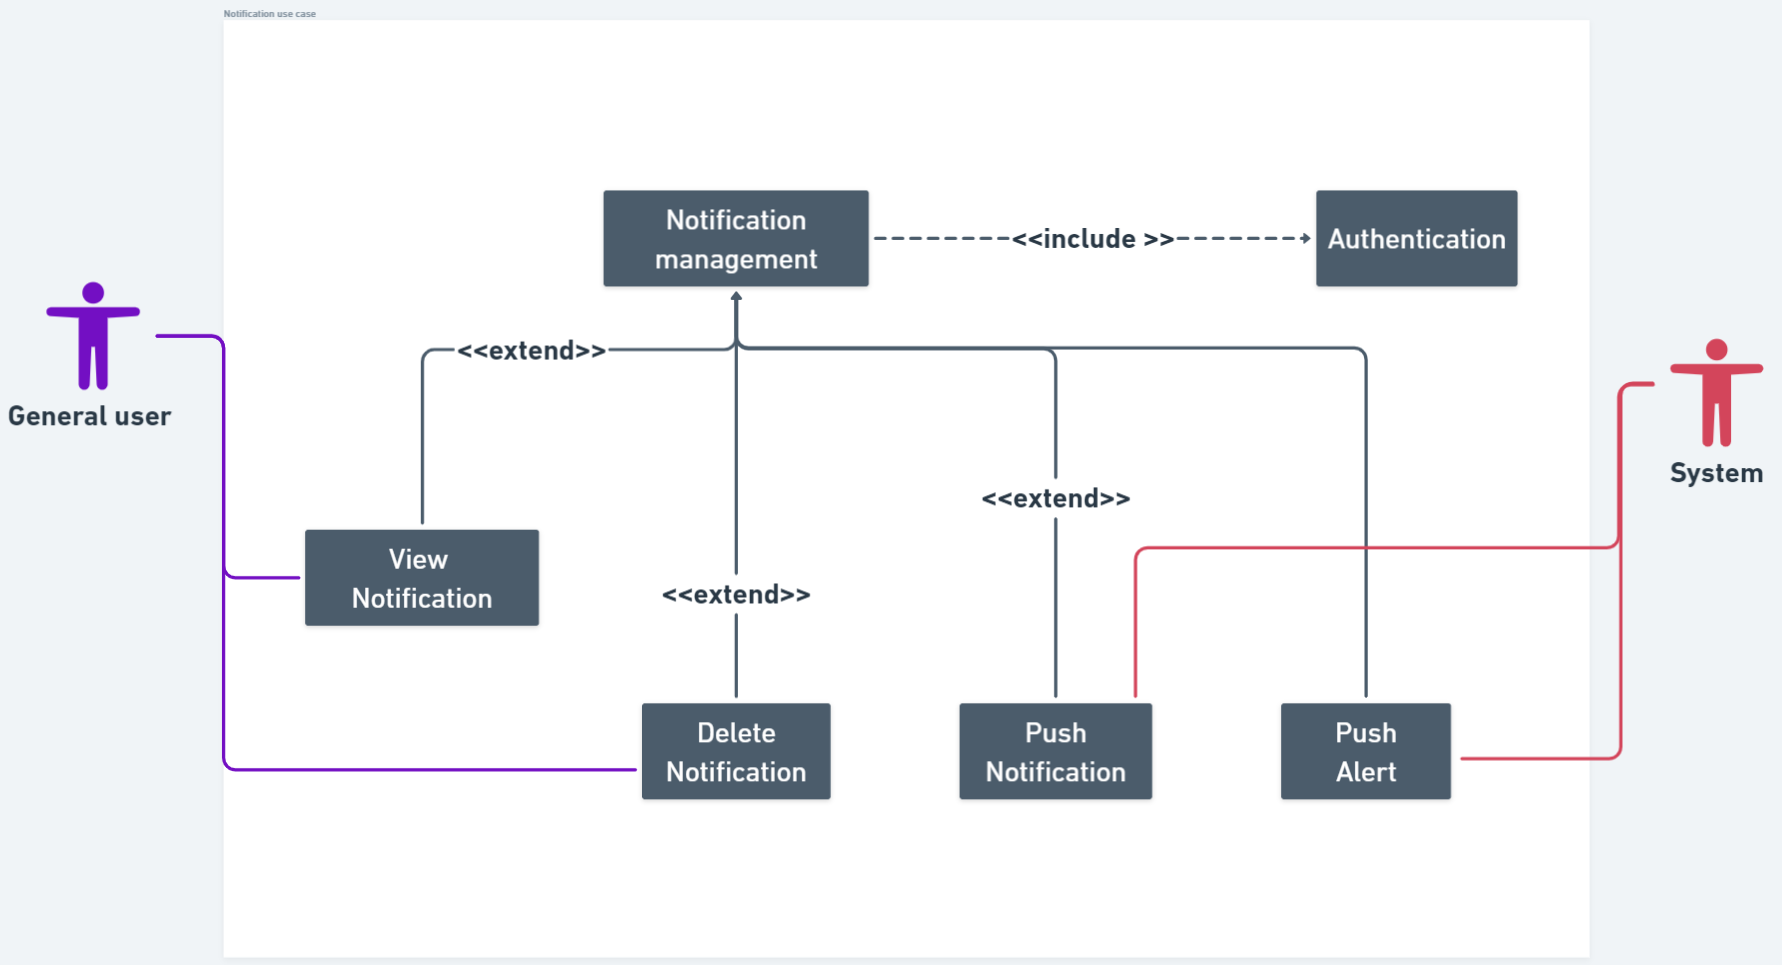 Notification use case
Notification
management
<<include >>
Authentication
<<extend>>
General user
System
<<extend>>
View
Notification
<<extend>>
Delete
Notification
Push
Notification
Push
Alert